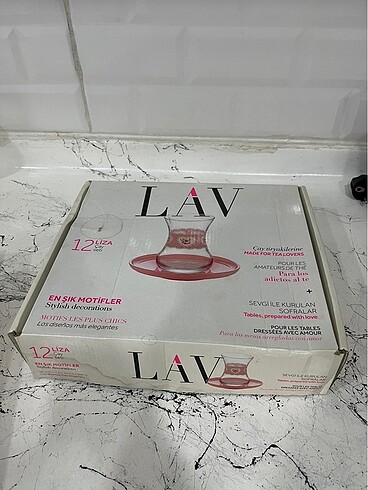 LAV
12 LİZA
Çay tiryakilerine
MADE FOR TEA LOVERS
POUR LES
AMATEURS DE THÉ
Para los
adictos al té
+
EN ŞIK MOTİFLER
Stylish decorations
MOTIFS LES PLUS CHICS
Los diseños más elegantes
SEVGİ İLE KURULAN
SOFRALAR
Tables, prepared with love
POUR LES TABLES
DRESSÉES AVEC AMOUR
Para las mesas arregladas con amor
12 LİZA
EN ŞIK MOTİFLER
LAV
SEVGİ İLE KURULAN
SOFRALAR